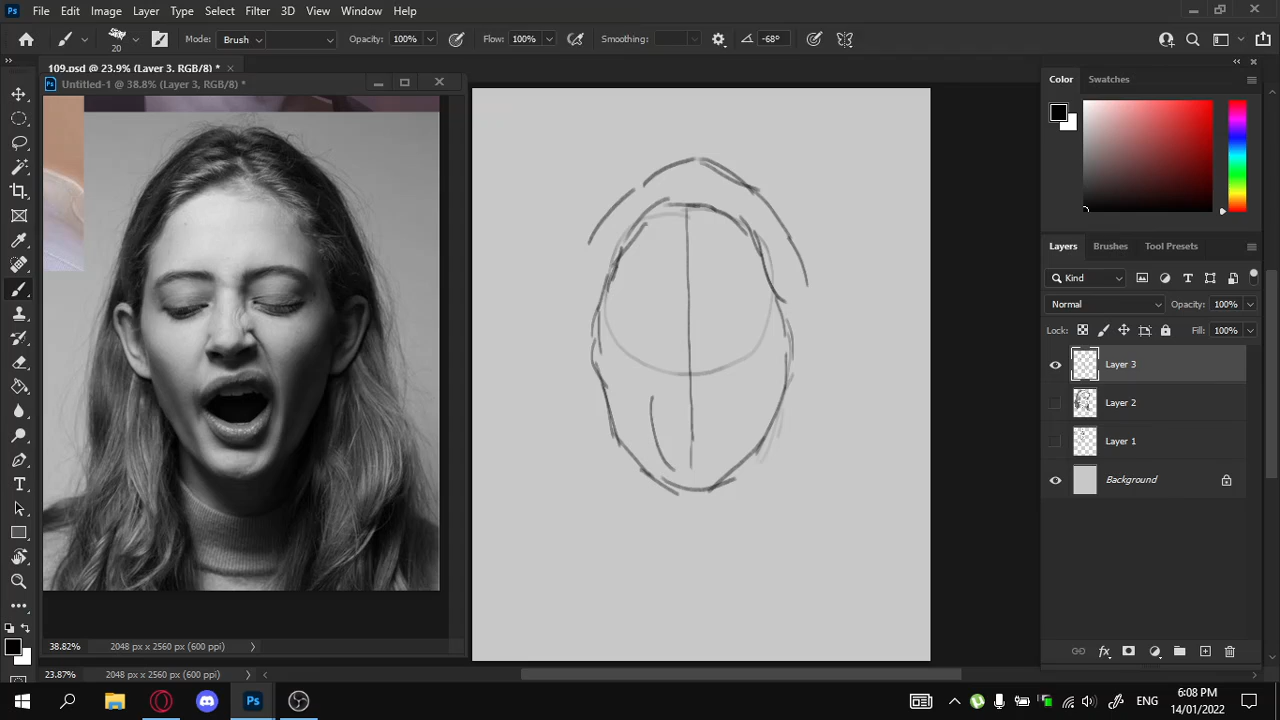 File Edit Image Layer Type Select Filter 3D View Window Help
20 Mode: Brush Opacity: 100% Flow: 100% Smoothing: -68°
109.psd @ 23.9% (Layer 3, RGB/8) *
Untitled-1 @ 38.8% (Layer 3, RGB/8) *
Color Swatches
Layers Brushes Tool Presets
Kind
Normal Opacity: 100%
Lock: Fill: 100%
Layer 3
Layer 2
Layer 1
Background
38.82% 2048 px x 2560 px (600 ppi)
23.87% 2048 px x 2560 px (600 ppi)
ENG 6:08 PM
14/01/2022